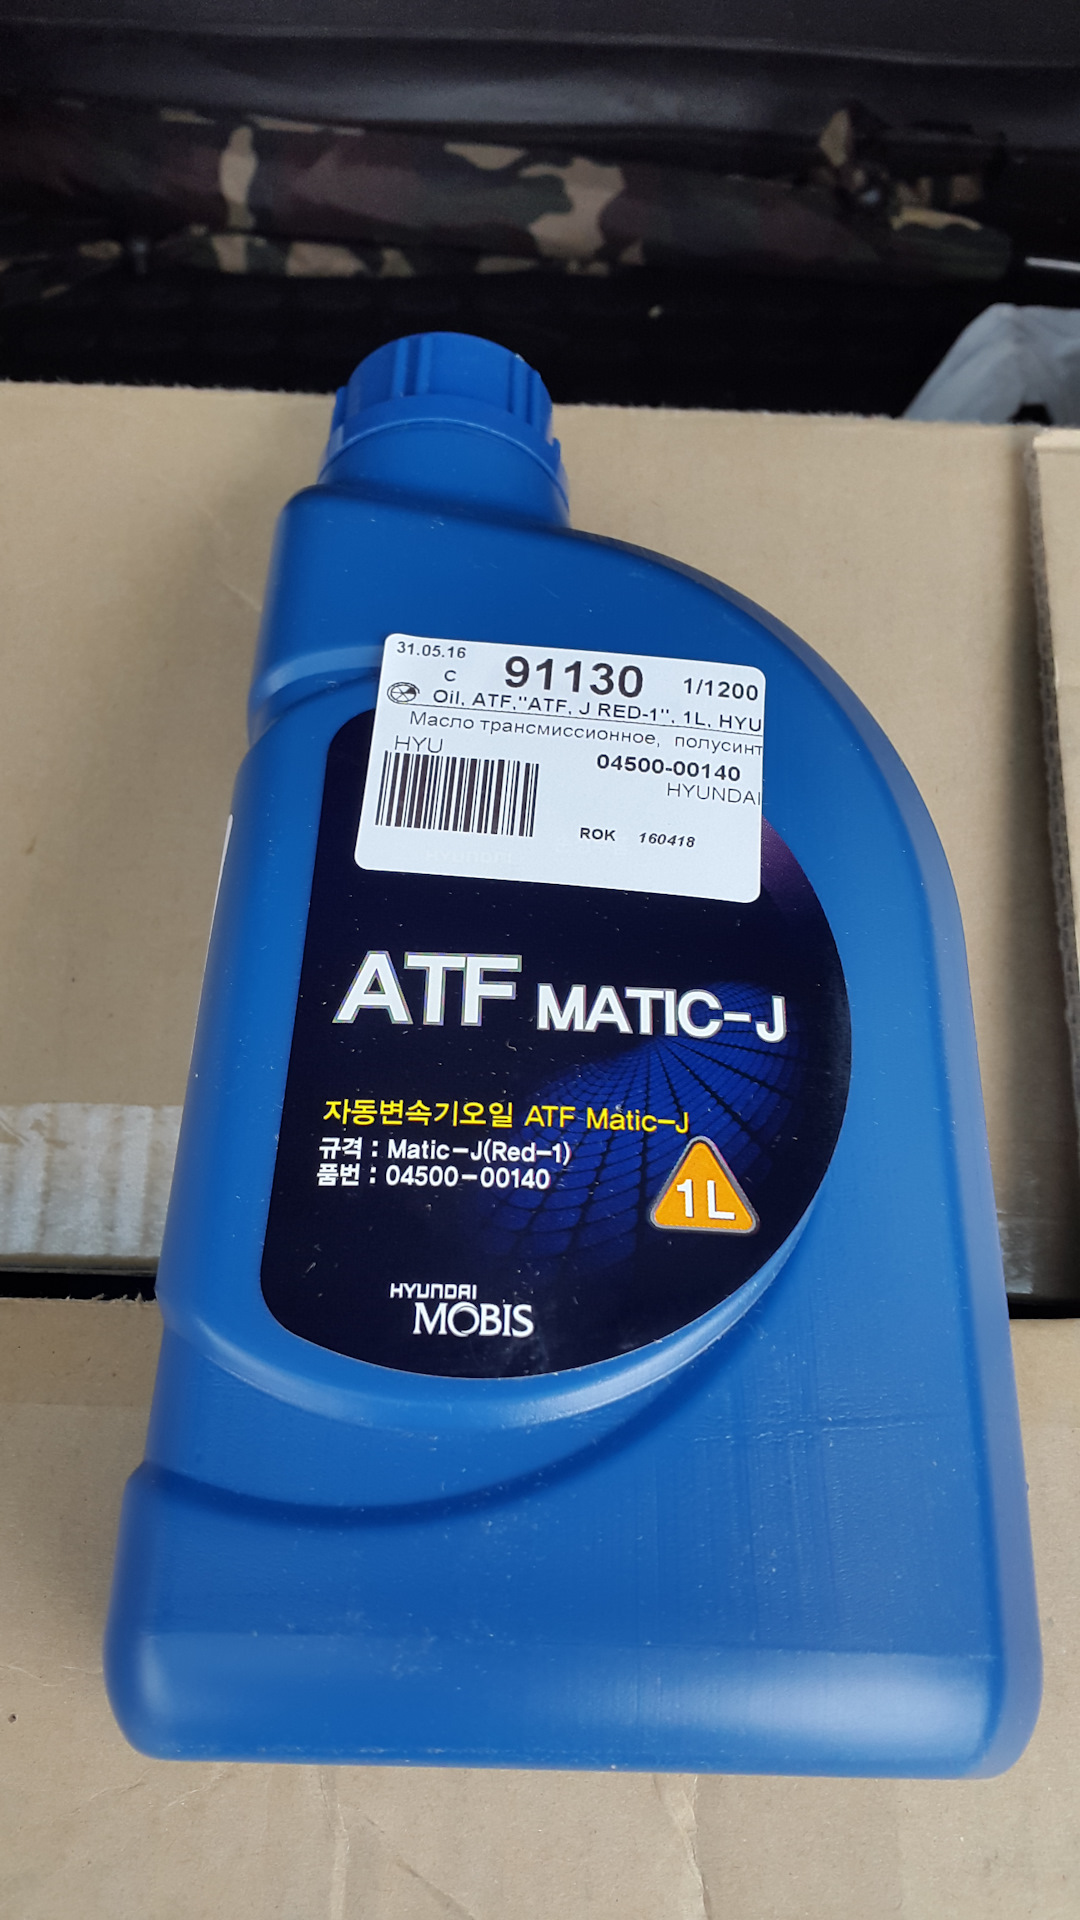 31.05.16
C 91130 1/1200
Oil, ATF,"ATF, J RED-1", 1L, HYU
Масло трансмиссионное, полусинт
HYU
04500-00140
HYUNDAI
ROK 160418
ATF MATIC-J
자동변속기오일 ATF Matic-J
규격 : Matic-J(Red-1)
품번 : 04500-00140
1L
HYUNDAI
MOBIS